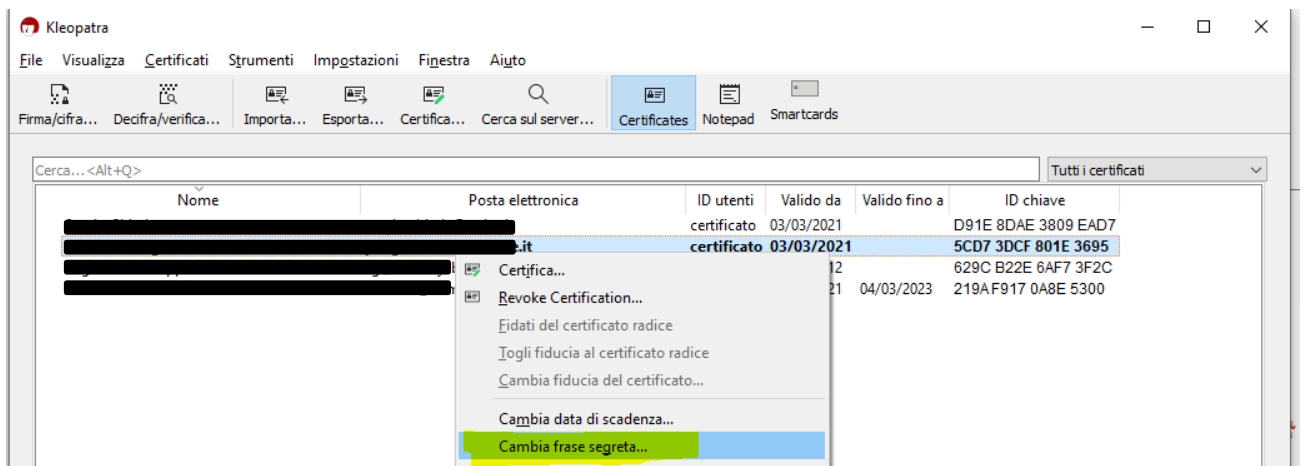 Kleopatra
File Visualizza Certificati Strumenti Impostazioni Finestra Aiuto
Firma/cifra... Decifra/verifica... Importa... Esporta... Certifica... Cerca sul server... Certificates Notepad Smartcards
Cerca...<Alt+Q> Tutti i certificati
Nome Posta elettronica ID utenti Valido da Valido fino a ID chiave
certificato 03/03/2021 D91E 8DAE 3809 EAD7
.it certificato 03/03/2021 5CD7 3DCF 801E 3695
12 629C B22E 6AF7 3F2C
21 04/03/2023 219A F917 0A8E 5300
Certifica...
Revoke Certification...
Fidati del certificato radice
Togli fiducia al certificato radice
Cambia fiducia del certificato...
Cambia data di scadenza...
Cambia frase segreta...